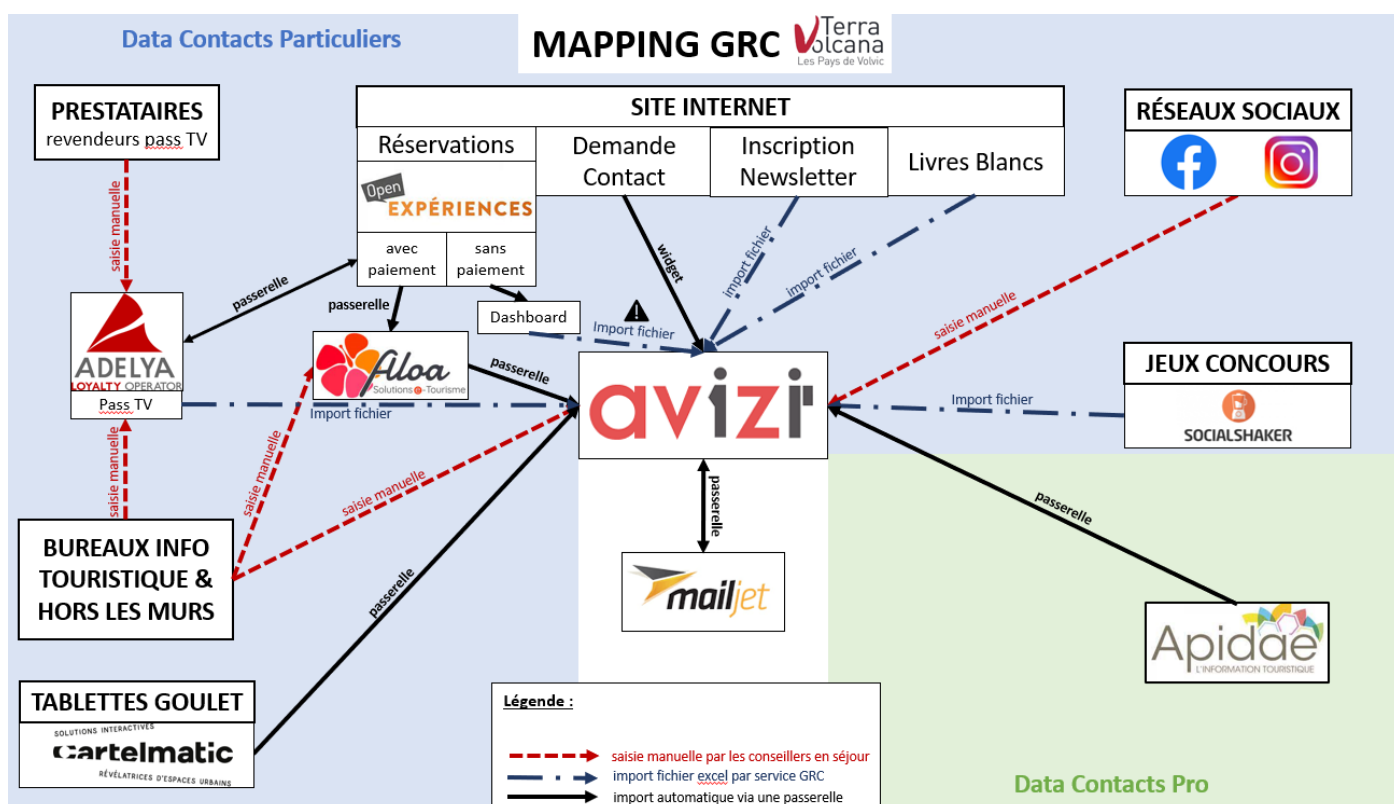 Data Contacts Particuliers
MAPPING GRC
Terra
Volcana
Les Pays de Volvic
PRESTATAIRES
revendeurs pass TV
SITE INTERNET
Réservations
Demande
Contact
Inscription
Newsletter
Livres Blancs
RÉSEAUX SOCIAUX
Open
EXPÉRIENCES
avec
paiement
sans
paiement
saisie manuelle
passerelle
passerelle
widget
import fichier
import fichier
saisie manuelle
Dashboard
Import fichier
ADELYA
LOYALTY OPERATOR
Pass TV
Aloa
Solutions e-Tourisme
passerelle
Import fichier
avizi
JEUX CONCOURS
SOCIALSHAKER
Import fichier
saisie manuelle
saisie manuelle
saisie manuelle
passerelle
passerelle
passerelle
BUREAUX INFO
TOURISTIQUE &
HORS LES MURS
mailjet
Apidae
L'INFORMATION TOURISTIQUE
TABLETTES GOULET
SOLUTIONS INTERACTIVES
cartelmatic
RÉVÉLATRICES D'ESPACES URBAINS
Légende :
saisie manuelle par les conseillers en séjour
import fichier excel par service GRC
import automatique via une passerelle
Data Contacts Pro